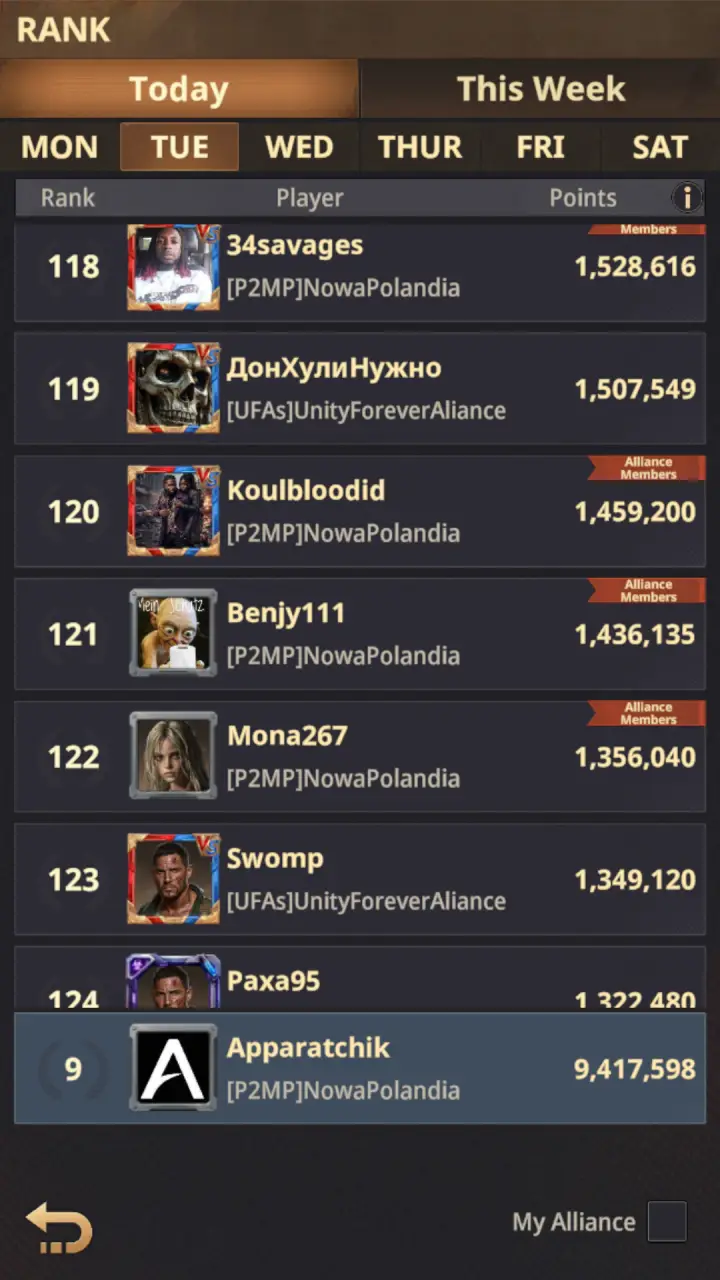 RANK
Today
This Week
MON
TUE
WED
THUR
FRI
SAT
Rank
Player
Points
i
Members
118
34savages
1,528,616
[P2MP]NowaPolandia
119
ДонХулиНужно
1,507,549
[UFAs]UnityForeverAliance
Alliance
Members
120
Koulbloodid
1,459,200
[P2MP]NowaPolandia
Alliance
Members
Mein Schatz
121
Benjy111
1,436,135
[P2MP]NowaPolandia
Alliance
Members
122
Mona267
1,356,040
[P2MP]NowaPolandia
123
Swomp
1,349,120
[UFAs]UnityForeverAliance
124
Paxa95
1,322,480
9
Apparatchik
9,417,598
[P2MP]NowaPolandia
My Alliance